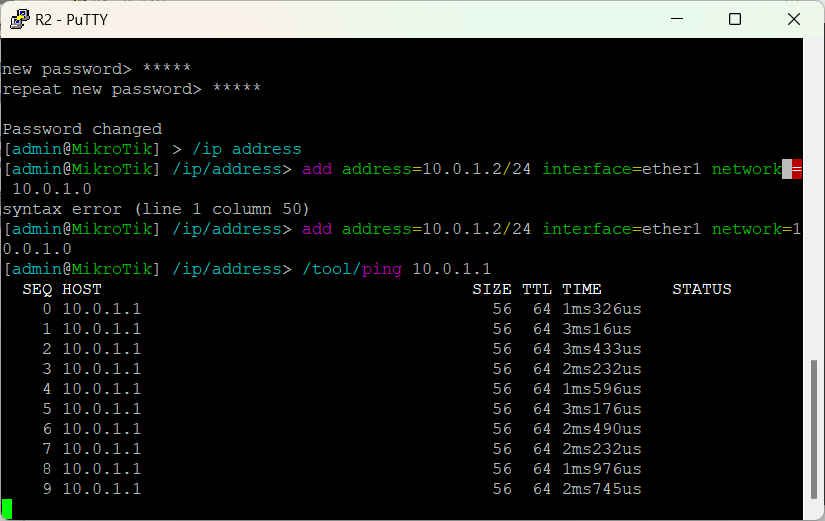 R2 - PuTTY
new password> *****
repeat new password> *****
Password changed
[admin@MikroTik] > /ip address
[admin@MikroTik] /ip/address> add address=10.0.1.2/24 interface=ether1 network =
 10.0.1.0
syntax error (line 1 column 50)
[admin@MikroTik] /ip/address> add address=10.0.1.2/24 interface=ether1 network=1
0.0.1.0
[admin@MikroTik] /ip/address> /tool/ping 10.0.1.1
  SEQ HOST                                     SIZE TTL TIME       STATUS
    0 10.0.1.1                                   56  64 1ms326us
    1 10.0.1.1                                   56  64 3ms16us
    2 10.0.1.1                                   56  64 3ms433us
    3 10.0.1.1                                   56  64 2ms232us
    4 10.0.1.1                                   56  64 1ms596us
    5 10.0.1.1                                   56  64 3ms176us
    6 10.0.1.1                                   56  64 2ms490us
    7 10.0.1.1                                   56  64 2ms232us
    8 10.0.1.1                                   56  64 1ms976us
    9 10.0.1.1                                   56  64 2ms745us